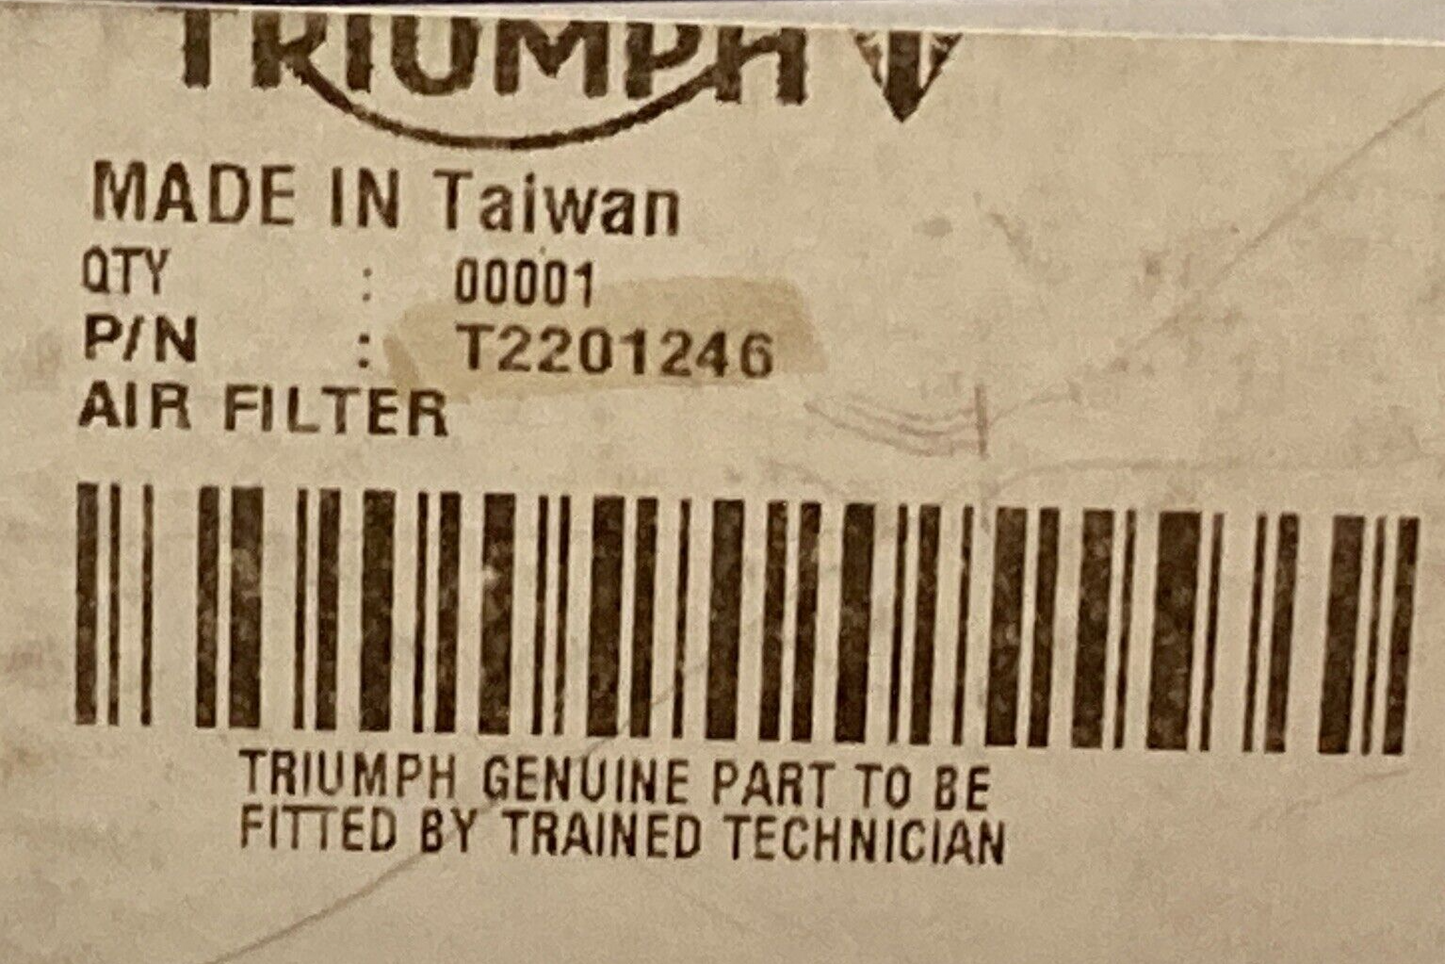 TRIUMPH
MADE IN Taiwan
QTY : 00001
P/N : T2201246
AIR FILTER
TRIUMPH GENUINE PART TO BE
FITTED BY TRAINED TECHNICIAN